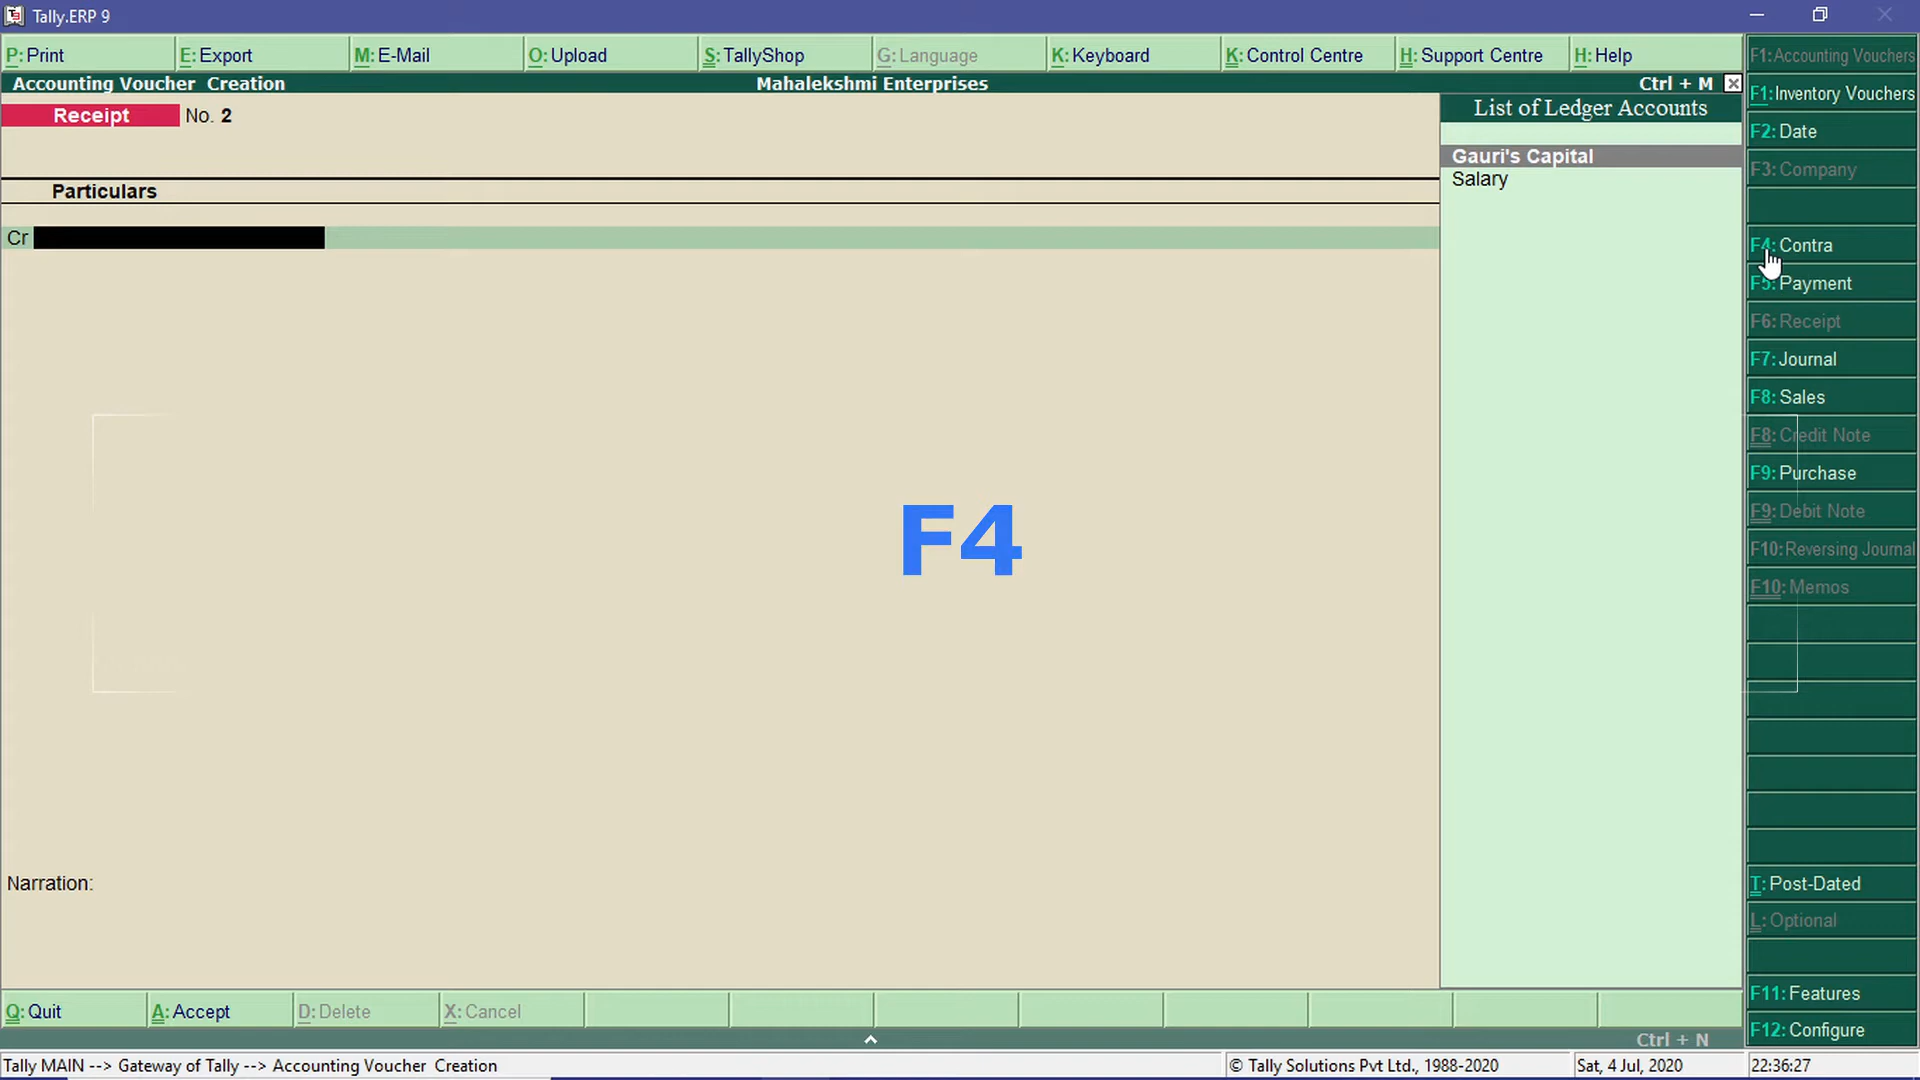 Tally.ERP 9
P: Print E: Export M: E-Mail O: Upload S: TallyShop G: Language K: Keyboard K: Control Centre H: Support Centre H: Help
Accounting Voucher Creation Mahalekshmi Enterprises Ctrl + M
Receipt No. 2
Particulars
Cr
Narration:
F4
List of Ledger Accounts
Gauri's Capital
Salary
F1: Accounting Vouchers
F1: Inventory Vouchers
F2: Date
F3: Company
F4: Contra
F5: Payment
F6: Receipt
F7: Journal
F8: Sales
F8: Credit Note
F9: Purchase
F9: Debit Note
F10: Reversing Journal
F10: Memos
T: Post-Dated
L: Optional
F11: Features
F12: Configure
Q: Quit A: Accept D: Delete X: Cancel
Ctrl + N
Tally MAIN --> Gateway of Tally --> Accounting Voucher Creation © Tally Solutions Pvt Ltd., 1988-2020 Sat, 4 Jul, 2020 22:36:27